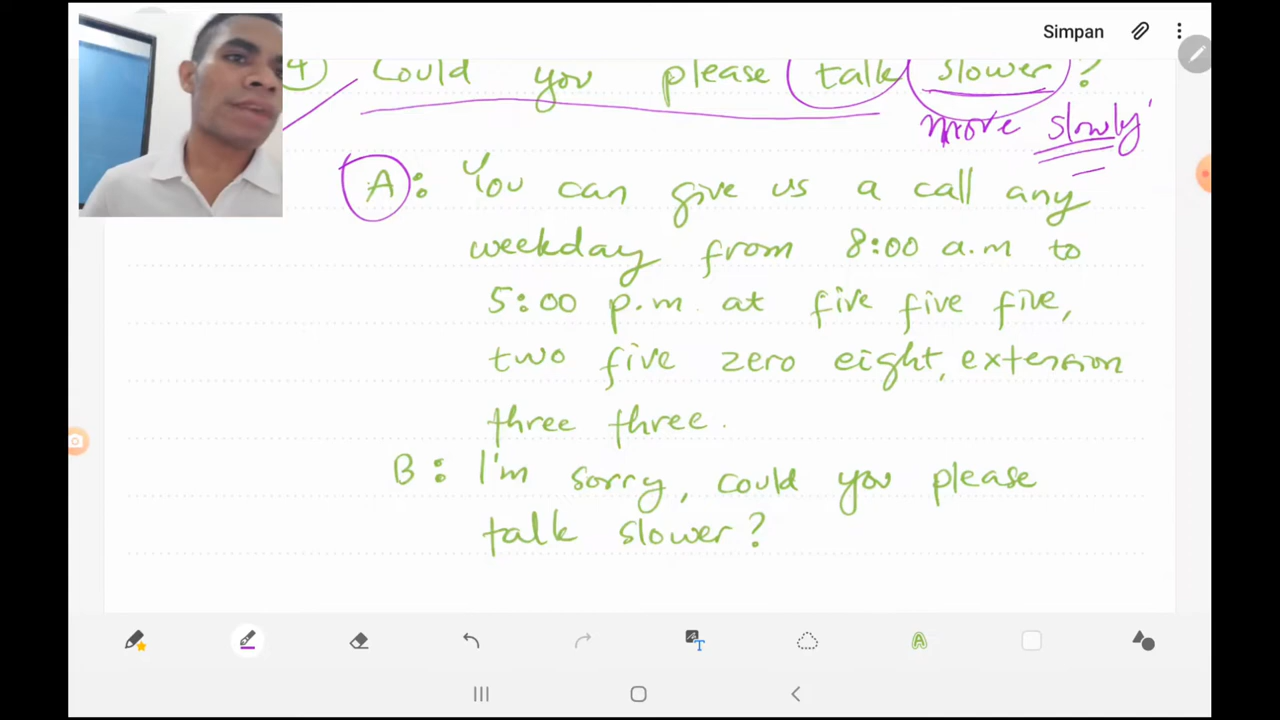 Simpan
4) Could you please talk slower?
more slowly
A: You can give us a call any
weekday from 8:00 a.m to
5:00 p.m. at five five five,
two five zero eight, extension
three three.
B: I'm sorry, could you please
talk slower?